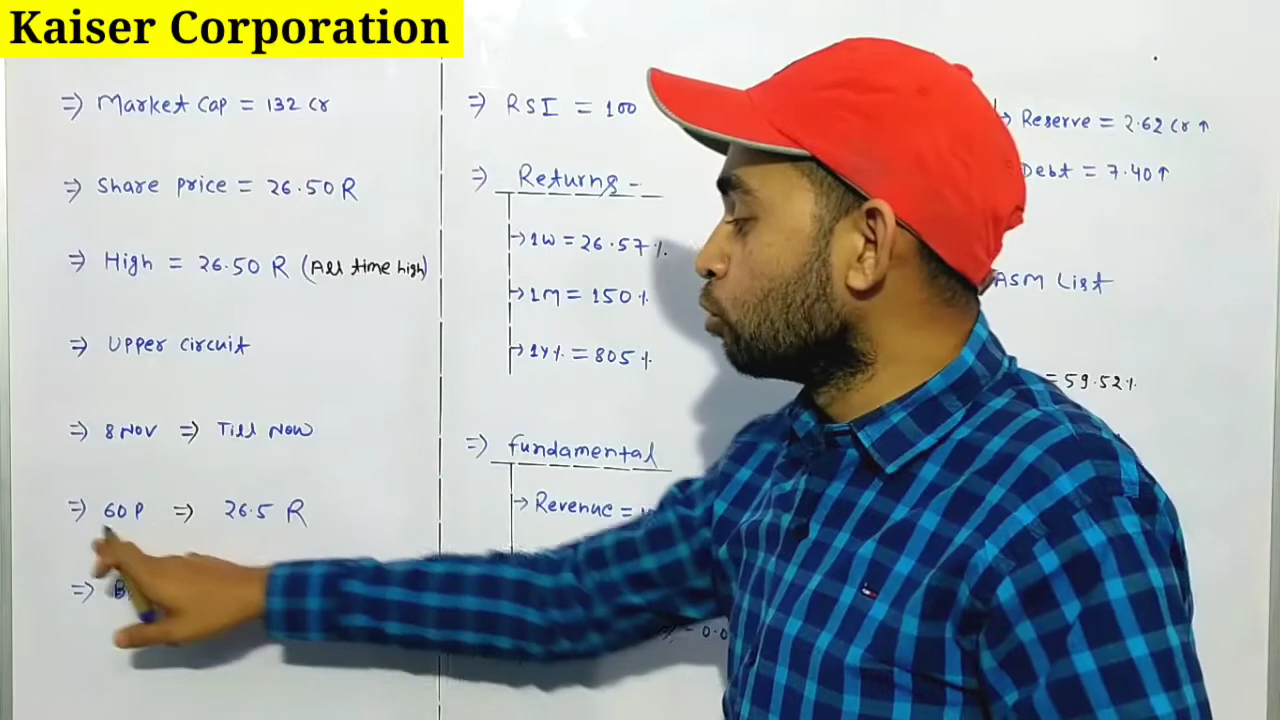 Kaiser Corporation
⇒ Market Cap = 132 Cr
⇒ Share Price = 26.50 R
⇒ High = 26.50 R (All time high)
⇒ Upper circuit
⇒ 8 Nov ⇒ Till Now
⇒ 60 P ⇒ 26.5 R
⇒
⇒ RSI = 100
⇒ Returns -
→ 1W = 26.57 %.
→ 1M = 150 %
→ 1Y% = 805 %
⇒ fundamental
→ Revenue =
= 0.0
→ Reserve = 2.62 Cr ↑
Debt = 7.40 ↑
ASM List
= 59.52 %.